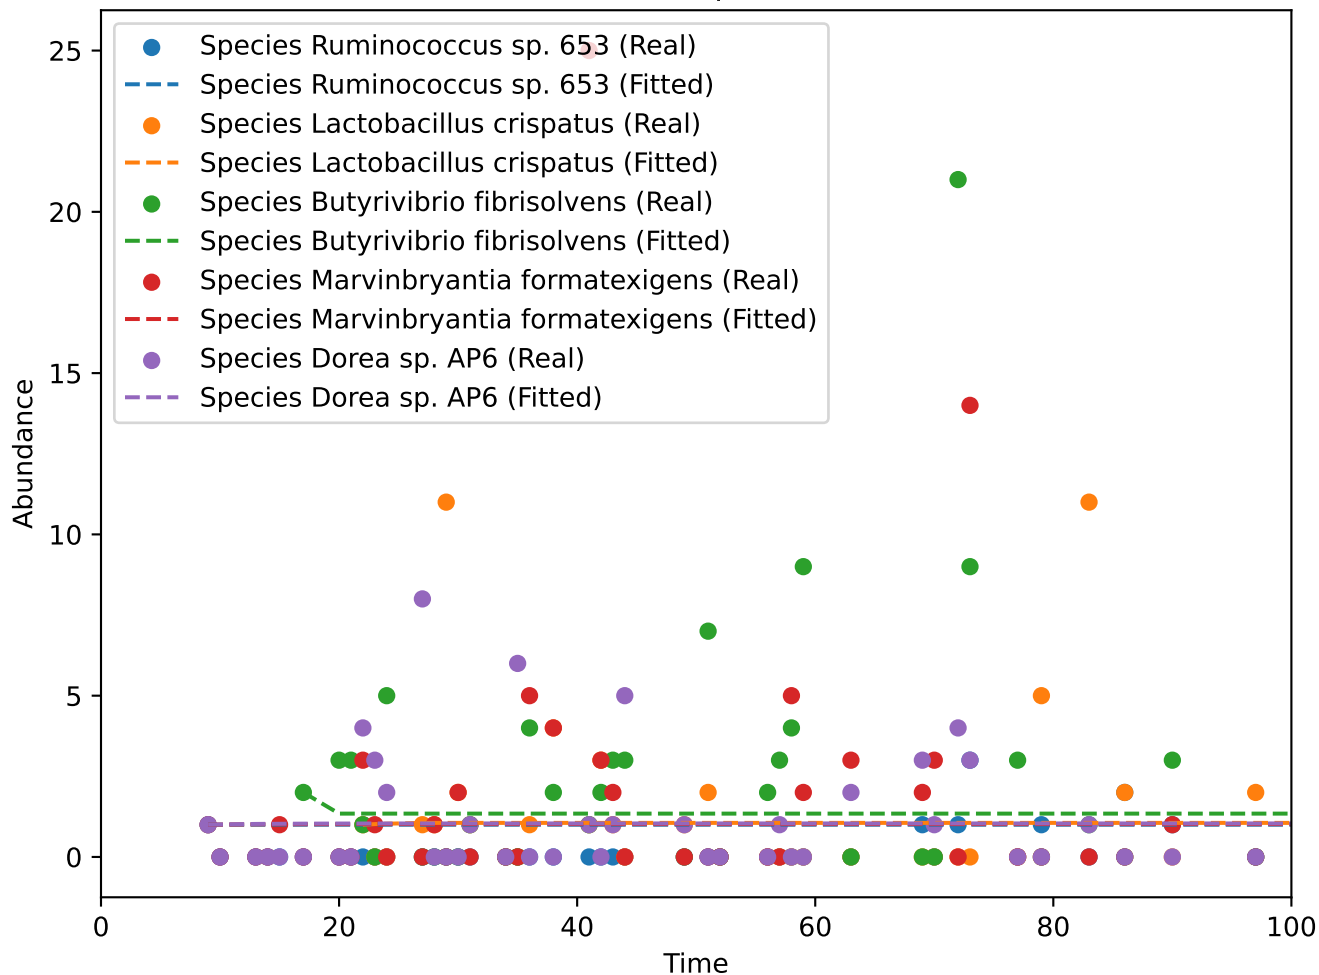 25
20
15
10
5
0
Abundance
Species Ruminococcus sp. 653 (Real)
Species Ruminococcus sp. 653 (Fitted)
Species Lactobacillus crispatus (Real)
Species Lactobacillus crispatus (Fitted)
Species Butyrivibrio fibrisolvens (Real)
Species Butyrivibrio fibrisolvens (Fitted)
Species Marvinbryantia formatexigens (Real)
Species Marvinbryantia formatexigens (Fitted)
Species Dorea sp. AP6 (Real)
Species Dorea sp. AP6 (Fitted)
0 20 40 60 80 100
Time